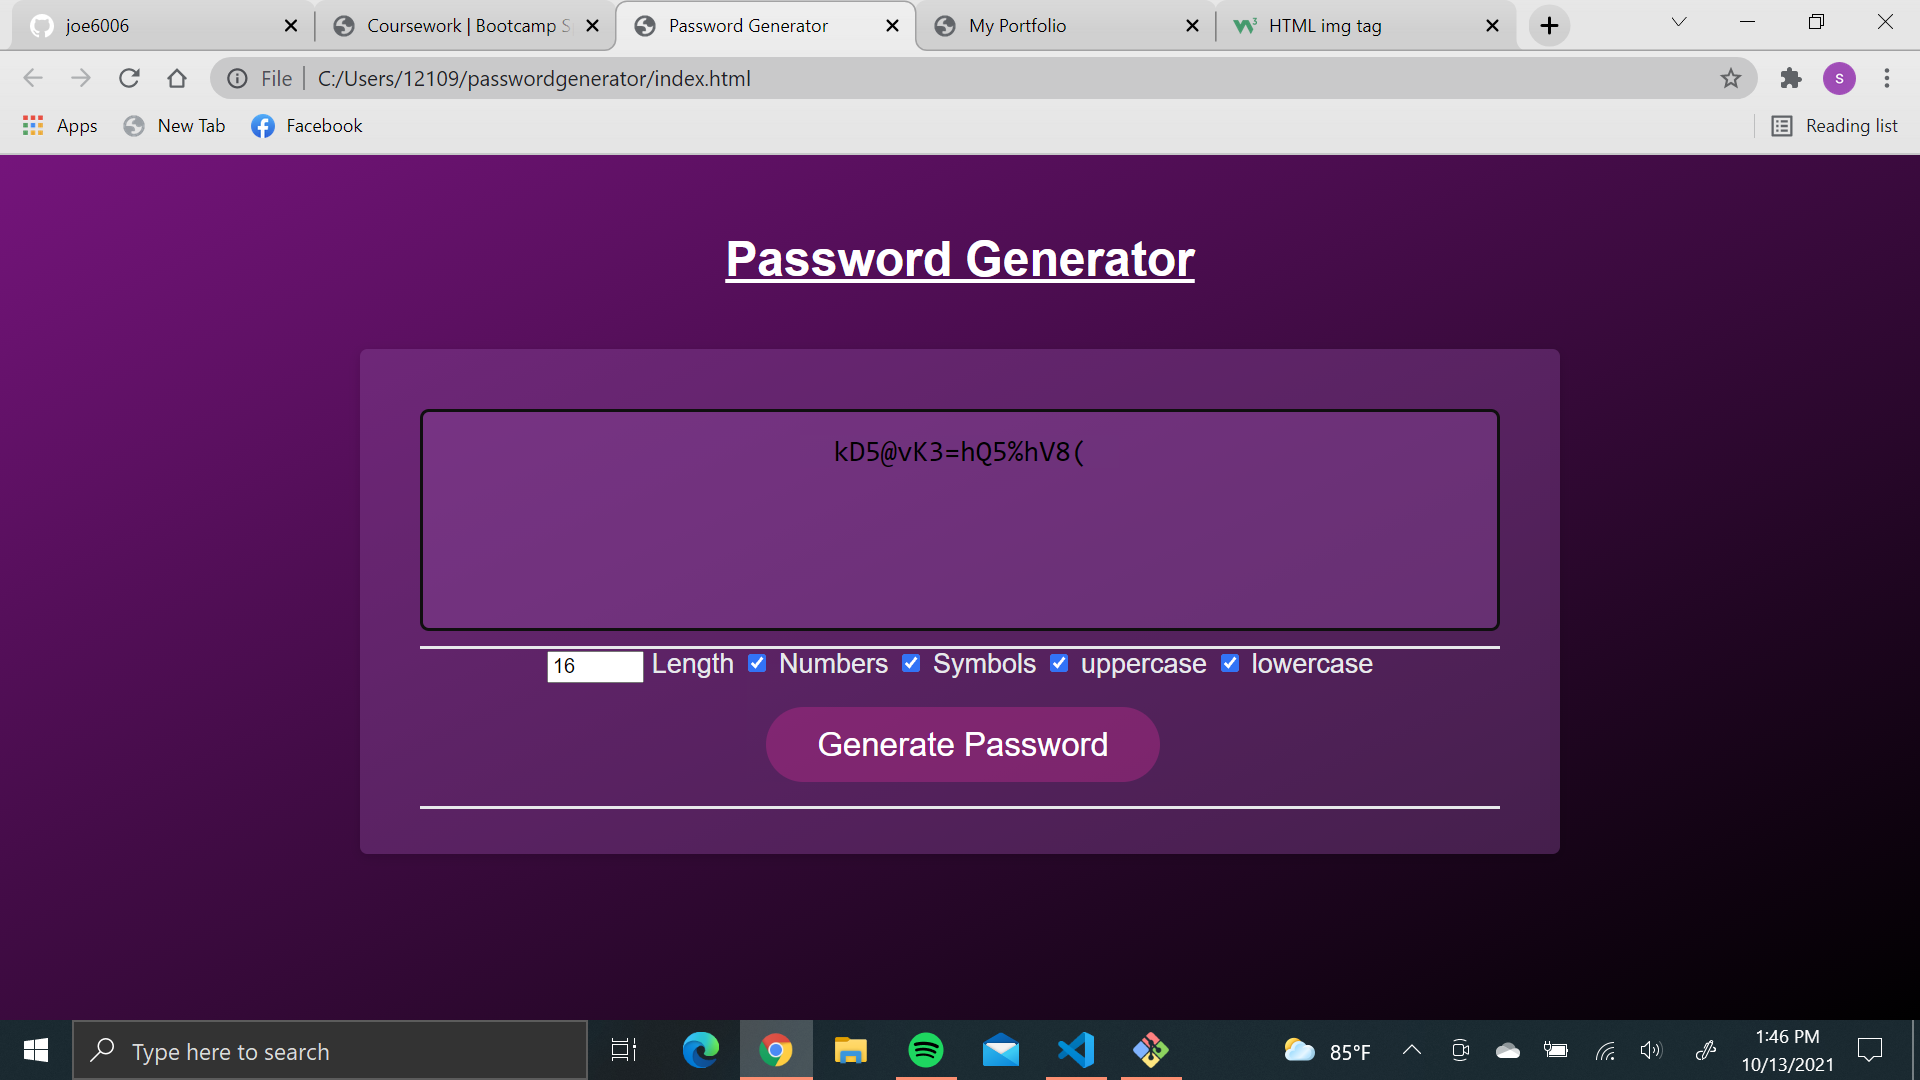 joe6006
Coursework | Bootcamp S
Password Generator
My Portfolio
HTML img tag
File
C:/Users/12109/passwordgenerator/index.html
S
Apps
New Tab
Facebook
Reading list
Password Generator
kD5@vK3=hQ5%hV8(
16 Length Numbers Symbols uppercase lowercase
Generate Password
Type here to search
85°F
1:46 PM
10/13/2021